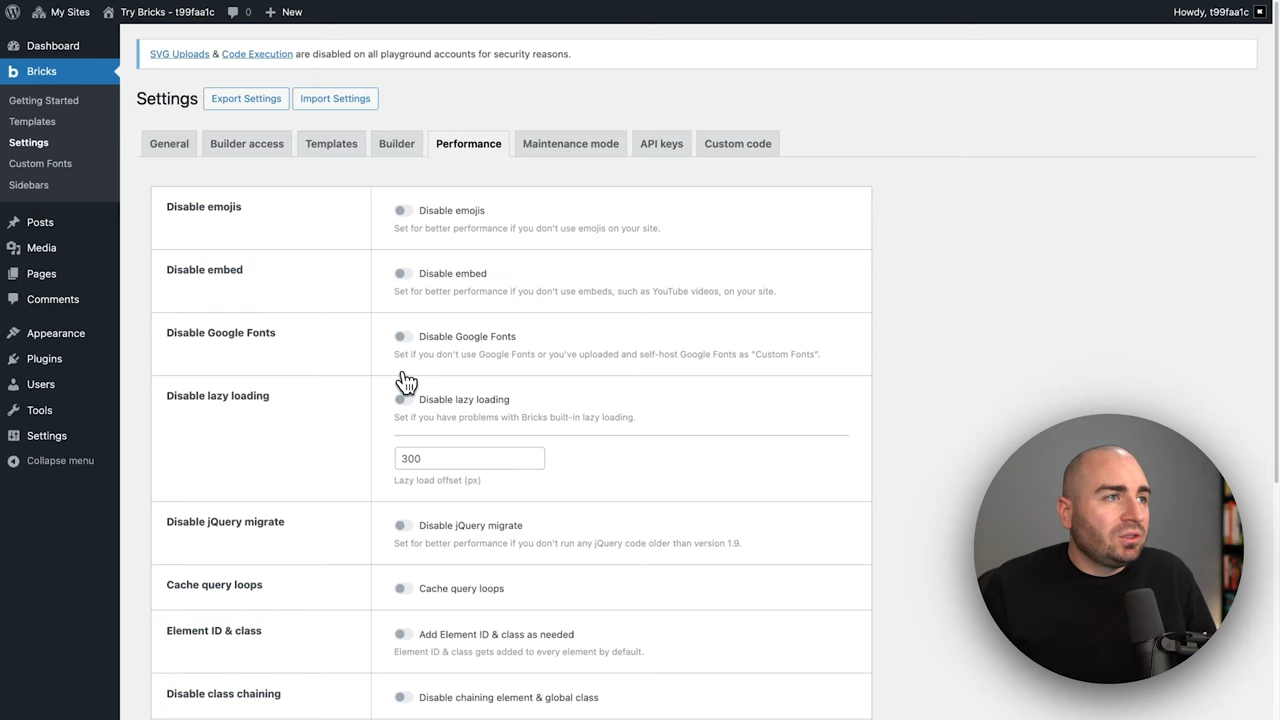 My Sites
Try Bricks - t99faa1c
0
New
Howdy, t99faa1c
Dashboard
Bricks
Getting Started
Templates
Settings
Custom Fonts
Sidebars
Posts
Media
Pages
Comments
Appearance
Plugins
Users
Tools
Settings
Collapse menu
SVG Uploads & Code Execution are disabled on all playground accounts for security reasons.
Settings
Export Settings
Import Settings
General
Builder access
Templates
Builder
Performance
Maintenance mode
API keys
Custom code
Disable emojis
Disable emojis
Set for better performance if you don't use emojis on your site.
Disable embed
Disable embed
Set for better performance if you don't use embeds, such as YouTube videos, on your site.
Disable Google Fonts
Disable Google Fonts
Set if you don't use Google Fonts or you've uploaded and self-host Google Fonts as "Custom Fonts".
Disable lazy loading
Disable lazy loading
Set if you have problems with Bricks built-in lazy loading.
300
Lazy load offset (px)
Disable jQuery migrate
Disable jQuery migrate
Set for better performance if you don't run any jQuery code older than version 1.9.
Cache query loops
Cache query loops
Element ID & class
Add Element ID & class as needed
Element ID & class gets added to every element by default.
Disable class chaining
Disable chaining element & global class